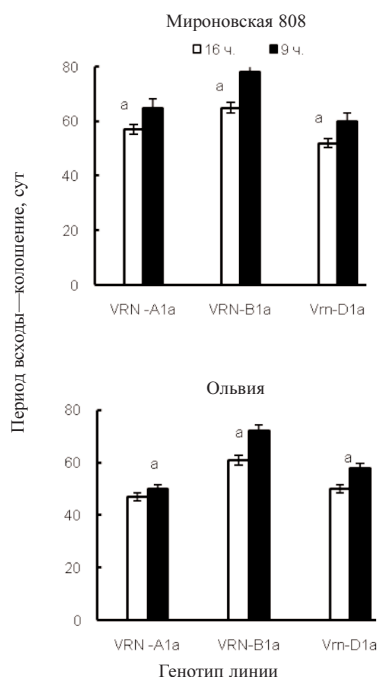 Мироновская 808
16 ч. 9 ч.
Период всходы—колошение, сут
80
60
40
20
0
a
a
a
VRN -A1a VRN-B1a Vrn-D1a
Ольвия
80
60
40
20
0
a
a
a
VRN -A1a VRN-B1a Vrn-D1a
Генотип линии